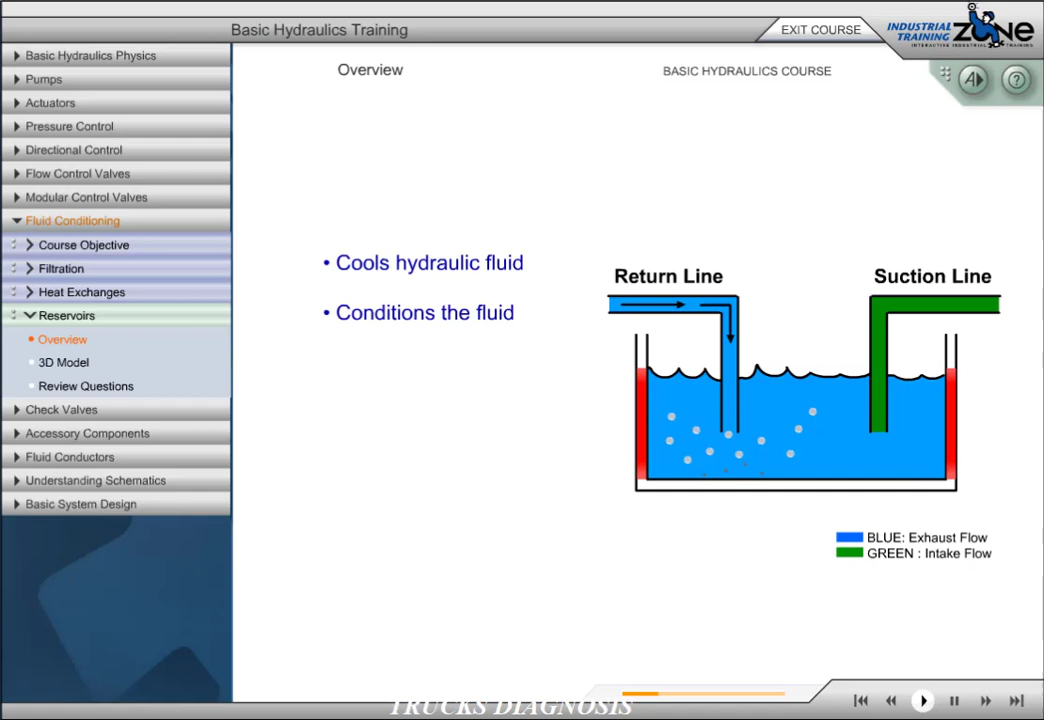 Basic Hydraulics Training
EXIT COURSE
INDUSTRIAL
TRAINING
ZONE
INTERACTIVE INDUSTRIAL TRAINING
Overview
BASIC HYDRAULICS COURSE
A
?
Basic Hydraulics Physics
Pumps
Actuators
Pressure Control
Directional Control
Flow Control Valves
Modular Control Valves
Fluid Conditioning
Course Objective
Filtration
Heat Exchanges
Reservoirs
Overview
3D Model
Review Questions
Check Valves
Accessory Components
Fluid Conductors
Understanding Schematics
Basic System Design
• Cools hydraulic fluid
• Conditions the fluid
Return Line
Suction Line
BLUE: Exhaust Flow
GREEN : Intake Flow
TRUCKS DIAGNOSIS